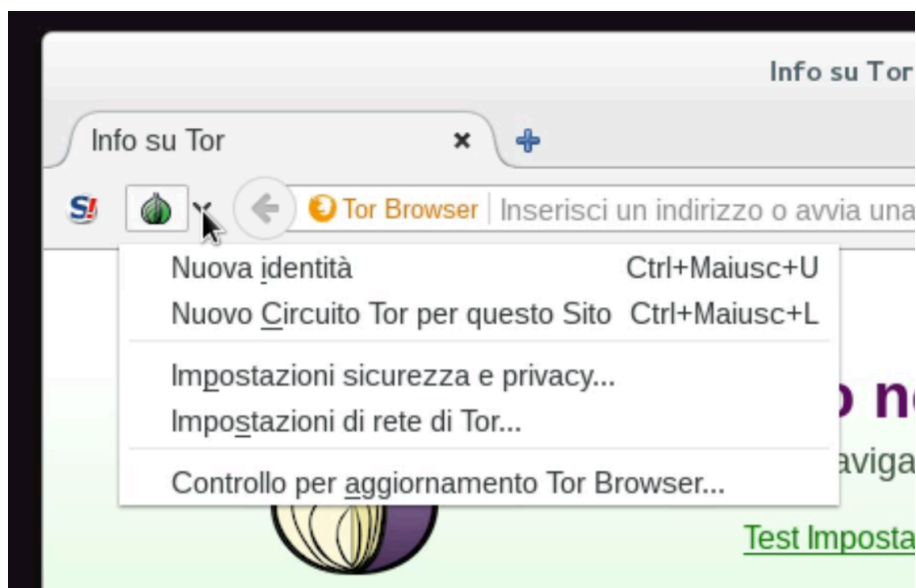 Info su Tor
Info su Tor
S! Tor Browser Inserisci un indirizzo o avvia una
Nuova identità Ctrl+Maiusc+U
Nuovo Circuito Tor per questo Sito Ctrl+Maiusc+L
Impostazioni sicurezza e privacy...
Impostazioni di rete di Tor...
Controllo per aggiornamento Tor Browser...
Test Imposta